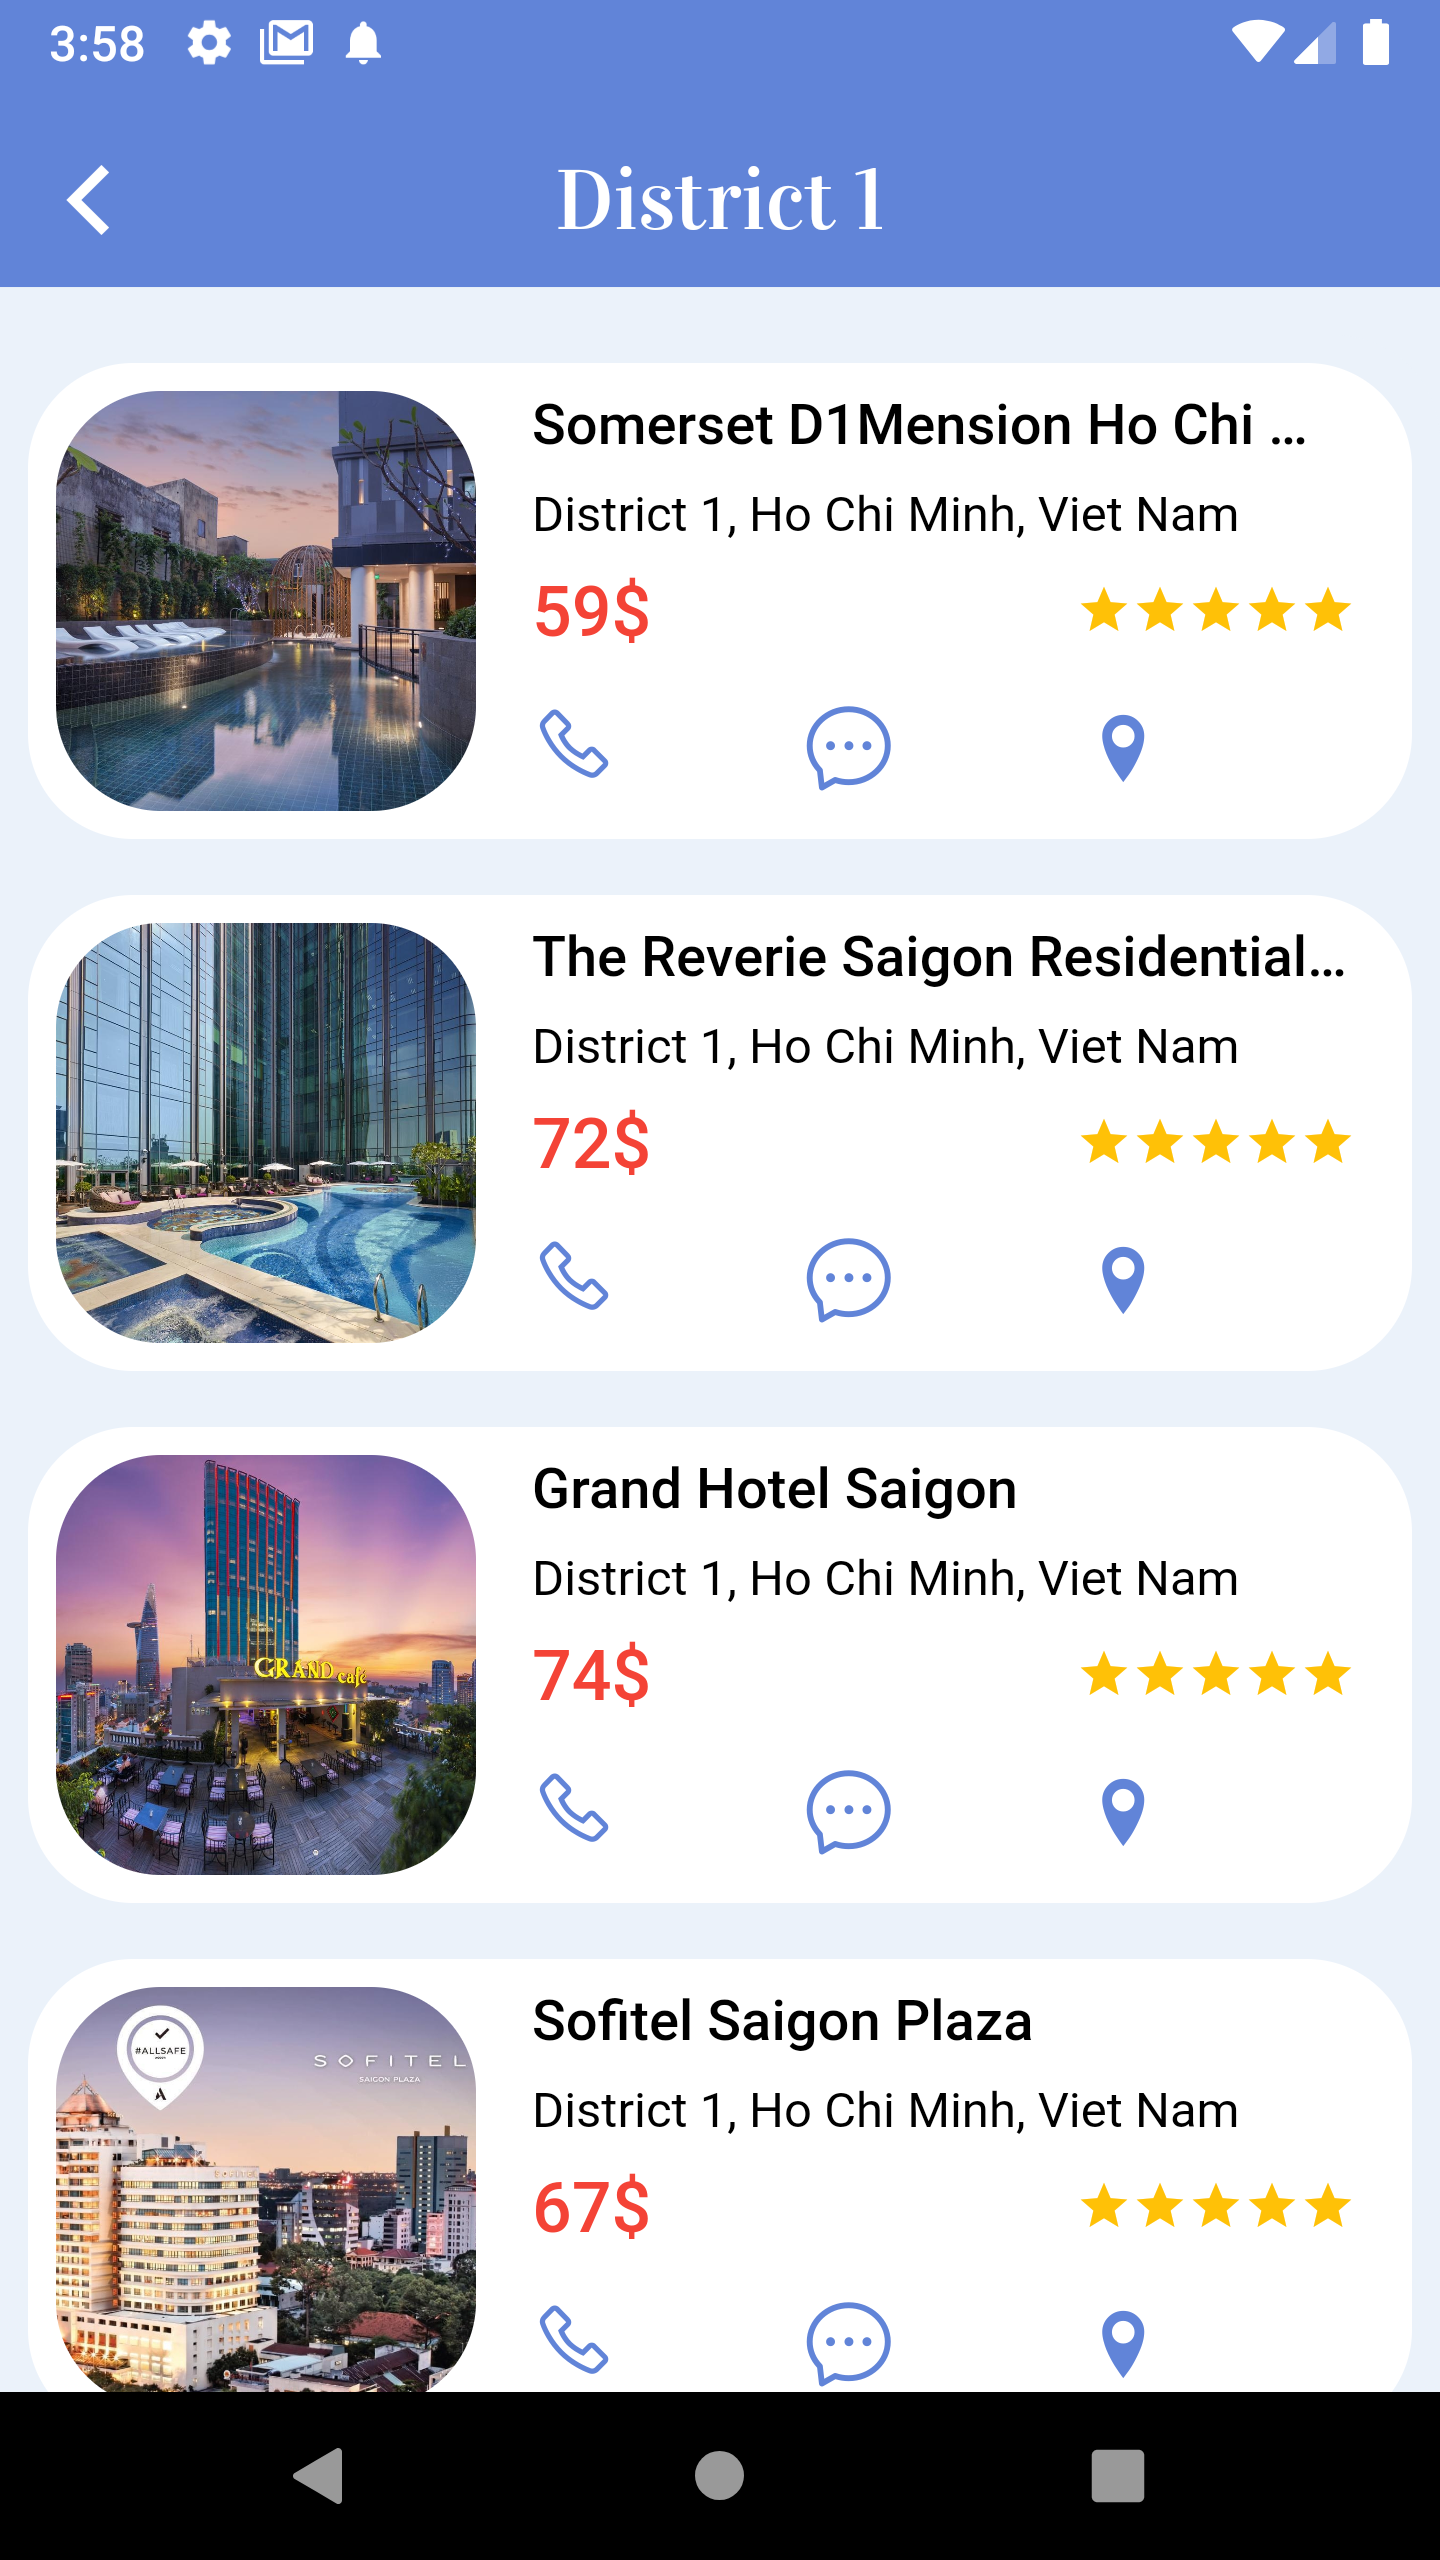 3:58
District 1
Somerset D1Mension Ho Chi ...
District 1, Ho Chi Minh, Viet Nam
59$
The Reverie Saigon Residential...
District 1, Ho Chi Minh, Viet Nam
72$
Grand Hotel Saigon
District 1, Ho Chi Minh, Viet Nam
74$
GRAND café
Sofitel Saigon Plaza
District 1, Ho Chi Minh, Viet Nam
67$
#ALLSAFE
SOFITEL
SAIGON PLAZA